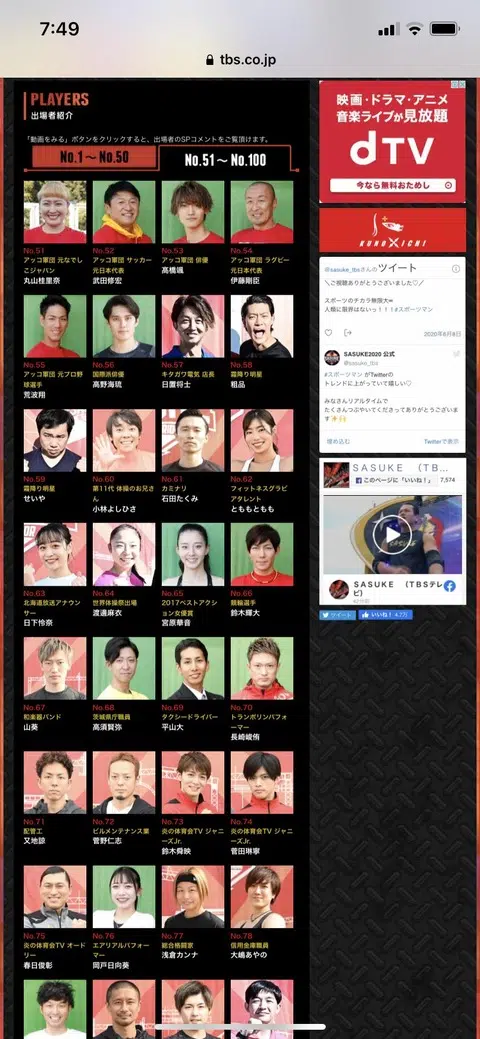 7:49
tbs.co.jp
PLAYERS
出場者紹介
「動画をみる」ボタンをクリックすると、出場者のSPコメントをご覧頂けます。
No.1〜No.50
No.51〜No.100
No.51
アッコ軍団 元なでし
こジャパン
丸山桂里奈
No.52
アッコ軍団 サッカー
元日本代表
武田修宏
No.53
アッコ軍団 俳優
高橋颯
No.54
アッコ軍団 ラグビー
元日本代表
伊藤剛臣
No.55
アッコ軍団 元プロ野
球選手
荒波翔
No.56
国際派俳優
高野海琉
No.57
キタガワ電気 店長
日置将士
No.58
霜降り明星
粗品
No.59
霜降り明星
せいや
No.60
第11代 体操のお兄さ
ん
小林よしひさ
No.61
カミナリ
石田たくみ
No.62
フィットネスグラビ
アタレント
とももともも
No.63
北海道放送アナウン
サー
日下怜奈
No.64
世界体操祭出場
渡邊麻衣
No.65
2017ベストアクシ
ョン女優賞
宮原華音
No.66
競輪選手
鈴木輝大
No.67
和楽器バンド
山葵
No.68
茨城県庁職員
高須賢弥
No.69
タクシードライバー
平山大
No.70
トランポリンパフォ
ーマー
長崎峻侑
No.71
配管工
又地諒
No.72
ビルメンテナンス業
菅野仁志
No.73
炎の体育会TV ジャニ
ーズJr.
鈴木舜映
No.74
炎の体育会TV ジャニ
ーズJr.
菅田琳寧
No.75
炎の体育会TV オード
リー
春日俊彰
No.76
エアリアルパフォー
マー
岡戸日向葵
No.77
総合格闘家
浅倉カンナ
No.78
信用金庫職員
大嶋あやの
映画・ドラマ・アニメ
音楽ライブが見放題
dTV
今なら無料おためし
KUNOICHI
@sasuke_tbsさんのツイート
＼ご視聴ありがとうございました♡／
スポーツのチカラ無限大∞
人類に限界はないっ！！！#スポーツマン
2020年6月8日
SASUKE2020 公式
@sasuke_tbs
#スポーツマン がTwitterの
トレンドに上がっていて嬉しい♡
みなさんリアルタイムで
たくさんつぶやいてくださってありがとうございま
す✨🙌
埋め込む
Twitterで表示
SASUKE （TB...
このページに「いいね！」 7,574
SASUKE （TBSテレ
ビ）
ツイート
いいね！ 4.2万